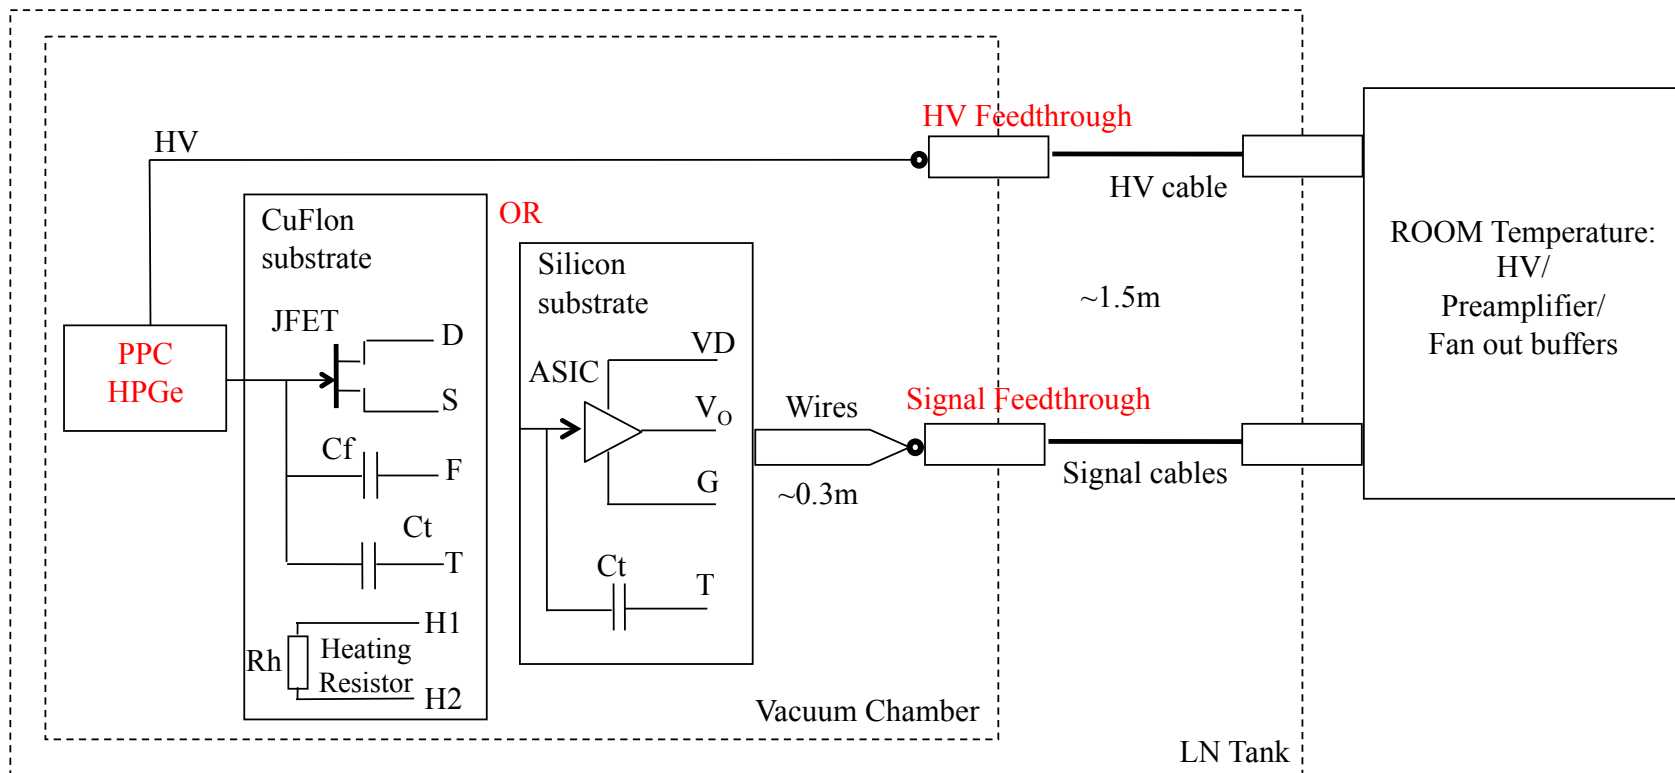 HV Feedthrough
HV
HV cable
CuFlon
substrate
OR
Silicon
substrate
ROOM Temperature:
HV/
Preamplifier/
Fan out buffers
~1.5m
JFET
D
S
PPC
HPGe
VD
ASIC
Vo
G
Wires
Signal Feedthrough
Signal cables
~0.3m
Cf
F
Ct
T
Ct
T
H1
Rh
Heating
Resistor
H2
Vacuum Chamber
LN Tank